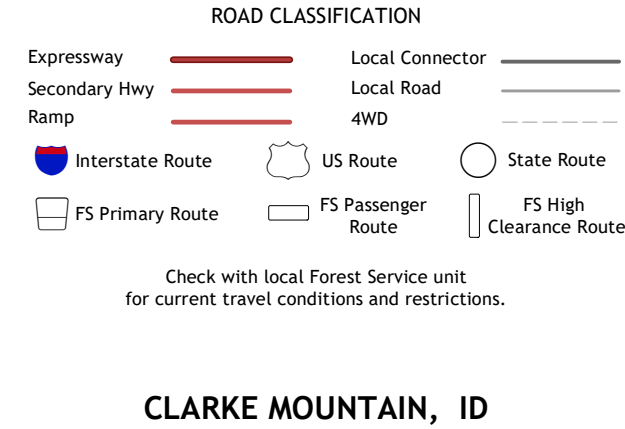 ROAD CLASSIFICATION
Expressway
Local Connector
Secondary Hwy
Local Road
Ramp
4WD
Interstate Route
US Route
State Route
FS Primary Route
FS Passenger
Route
FS High
Clearance Route
Check with local Forest Service unit
for current travel conditions and restrictions.
CLARKE MOUNTAIN, ID